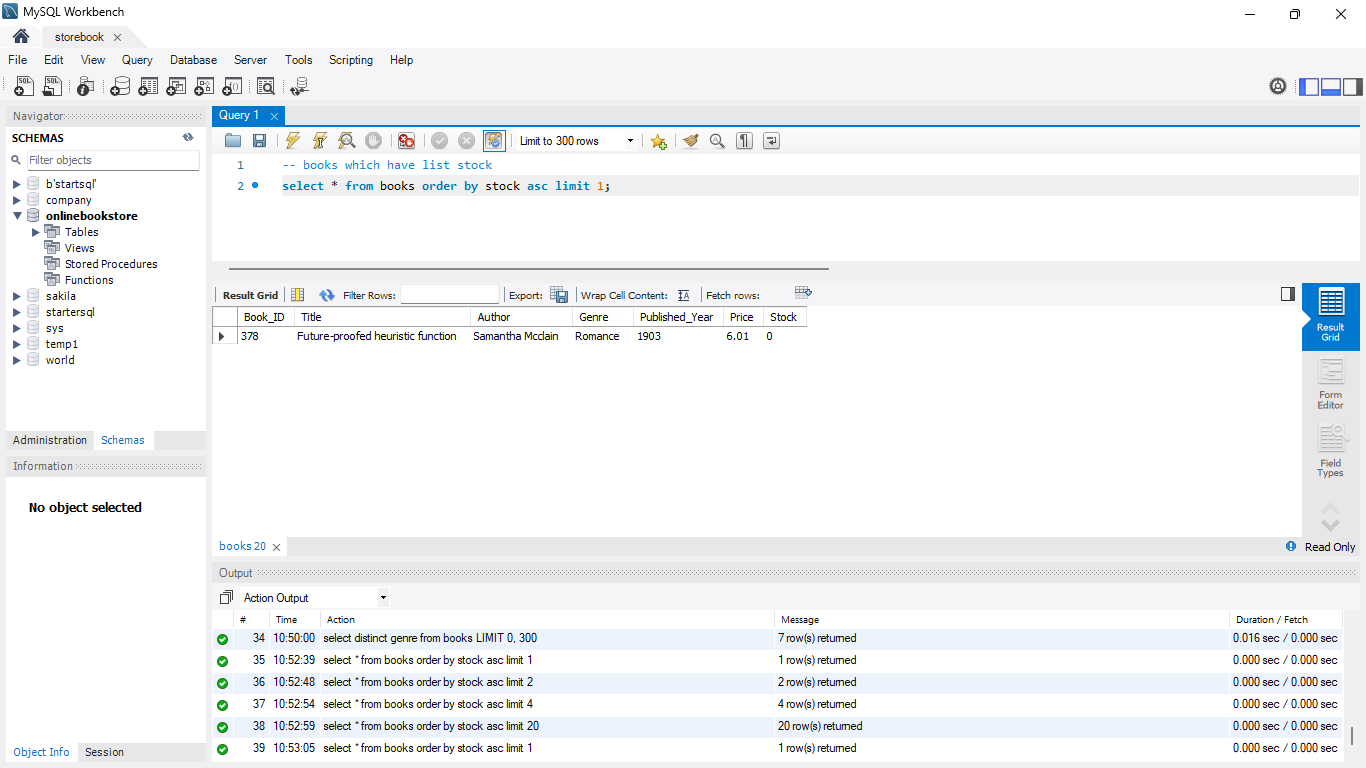 MySQL Workbench
storebook
File Edit View Query Database Server Tools Scripting Help
Navigator
SCHEMAS
Filter objects
b'startsql'
company
onlinebookstore
Tables
Views
Stored Procedures
Functions
sakila
startersql
sys
temp1
world
Administration Schemas
Information
No object selected
Object Info Session
Query 1
Limit to 300 rows
1 -- books which have list stock
2 select * from books order by stock asc limit 1;
Result Grid Filter Rows: Export: Wrap Cell Content: Fetch rows:
Book_ID Title Author Genre Published_Year Price Stock
378 Future-proofed heuristic function Samantha Mcclain Romance 1903 6.01 0
Result
Grid
Form
Editor
Field
Types
books 20
Read Only
Output
Action Output
# Time Action Message Duration / Fetch
34 10:50:00 select distinct genre from books LIMIT 0, 300 7 row(s) returned 0.016 sec / 0.000 sec
35 10:52:39 select * from books order by stock asc limit 1 1 row(s) returned 0.000 sec / 0.000 sec
36 10:52:48 select * from books order by stock asc limit 2 2 row(s) returned 0.000 sec / 0.000 sec
37 10:52:54 select * from books order by stock asc limit 4 4 row(s) returned 0.000 sec / 0.000 sec
38 10:52:59 select * from books order by stock asc limit 20 20 row(s) returned 0.000 sec / 0.000 sec
39 10:53:05 select * from books order by stock asc limit 1 1 row(s) returned 0.000 sec / 0.000 sec